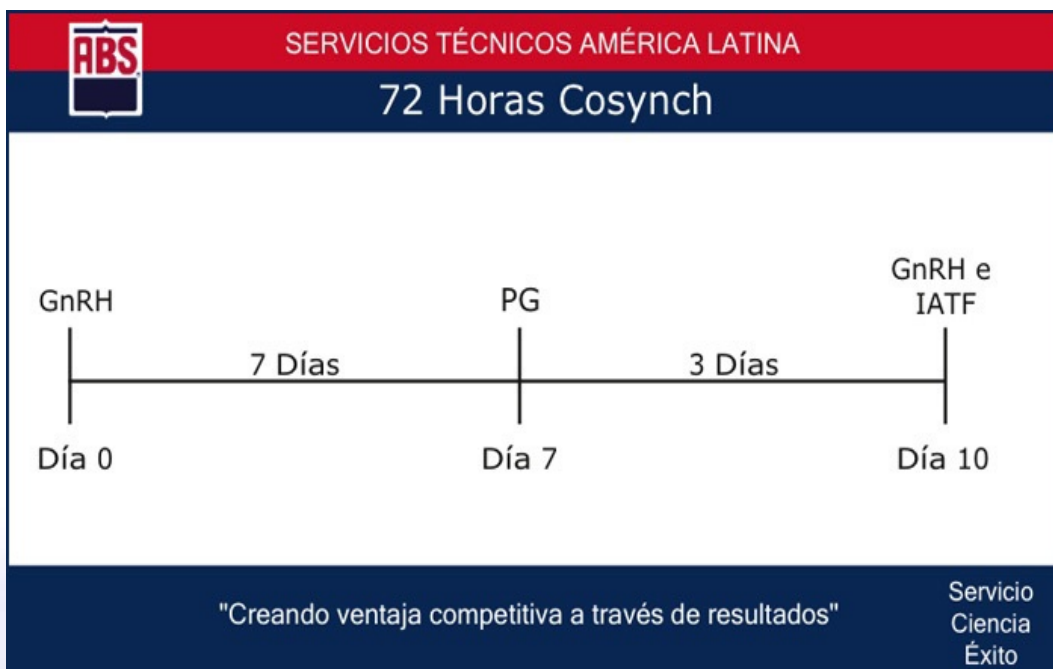 ABS
SERVICIOS TÉCNICOS AMÉRICA LATINA
72 Horas Cosynch
GnRH
PG
GnRH e
IATF
7 Días
3 Días
Día 0
Día 7
Día 10
"Creando ventaja competitiva a través de resultados"
Servicio
Ciencia
Éxito